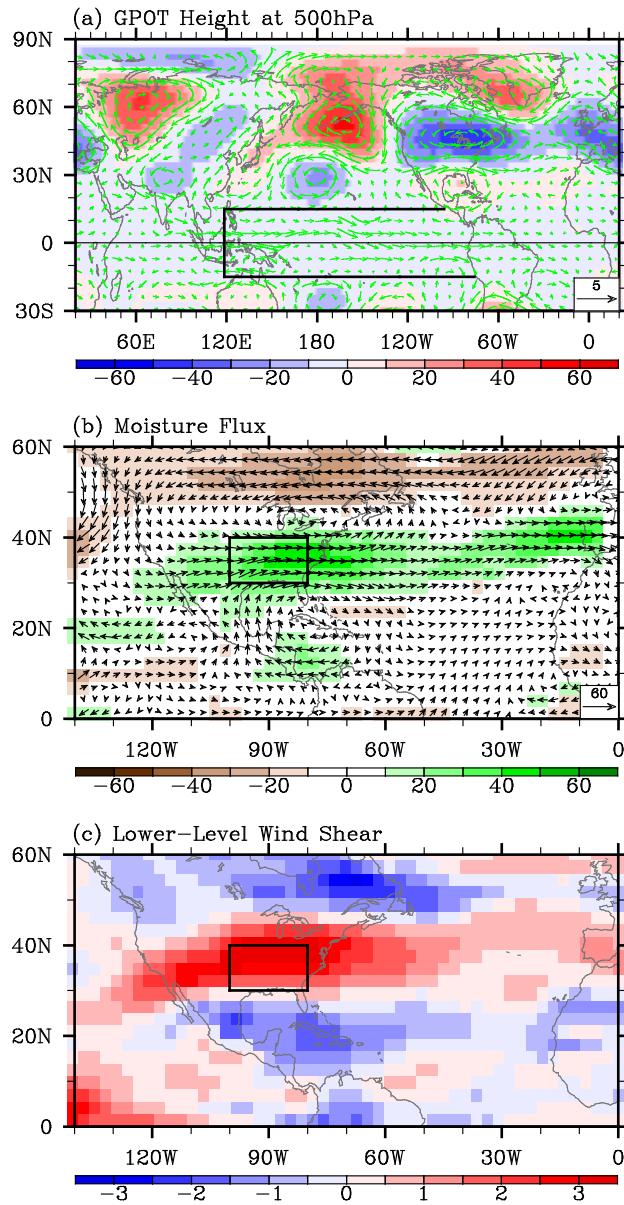 (a) GPOT Height at 500hPa
90N
60N
30N
0
30S
5
60E 120E 180 120W 60W 0
−60 −40 −20 0 20 40 60
(b) Moisture Flux
60N
40N
20N
0
60
120W 90W 60W 30W 0
−60 −40 −20 0 20 40 60
(c) Lower−Level Wind Shear
60N
40N
20N
0
120W 90W 60W 30W 0
−3 −2 −1 0 1 2 3